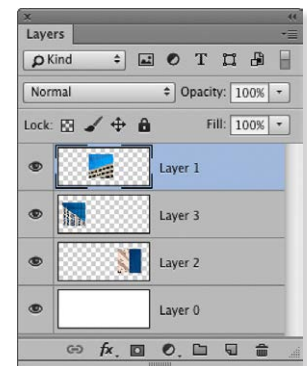 Layers
Kind
Normal Opacity: 100%
Lock: Fill: 100%
Layer 1
Layer 3
Layer 2
Layer 0
fx